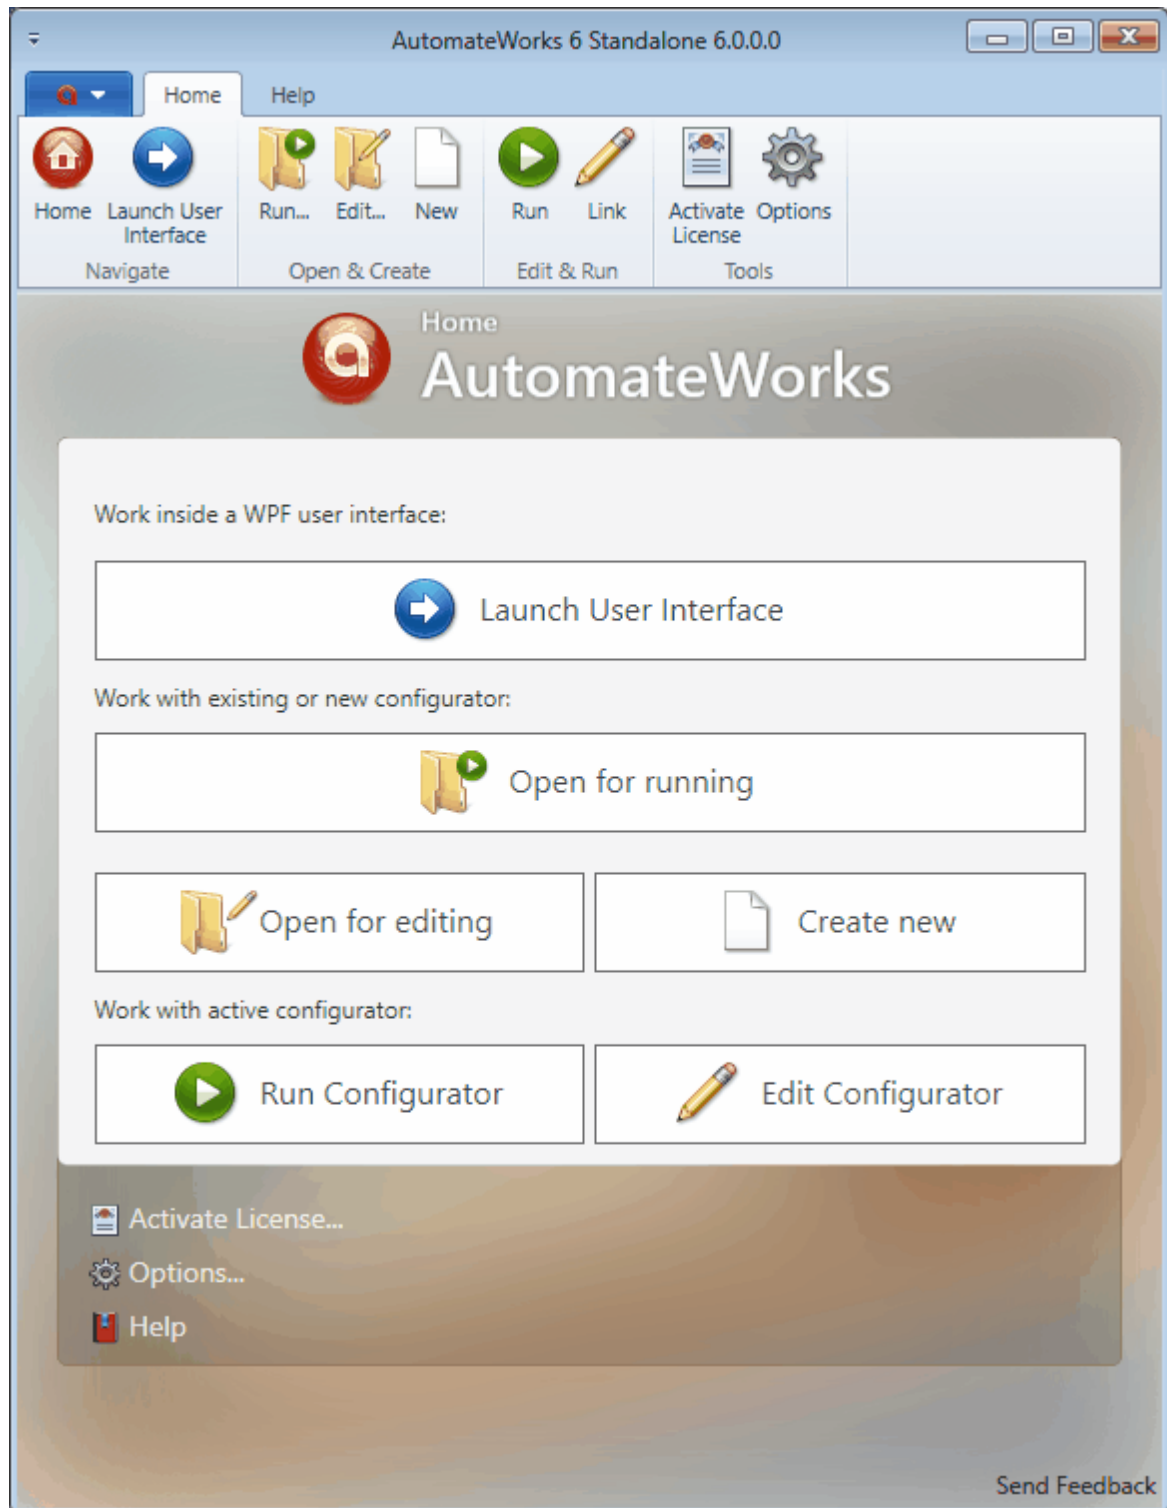 AutomateWorks 6 Standalone 6.0.0.0
Home Help
Home Launch User Interface Run... Edit... New Run Link Activate License Options
Navigate Open & Create Edit & Run Tools
Home
AutomateWorks
Work inside a WPF user interface:
Launch User Interface
Work with existing or new configurator:
Open for running
Open for editing Create new
Work with active configurator:
Run Configurator Edit Configurator
Activate License...
Options...
Help
Send Feedback